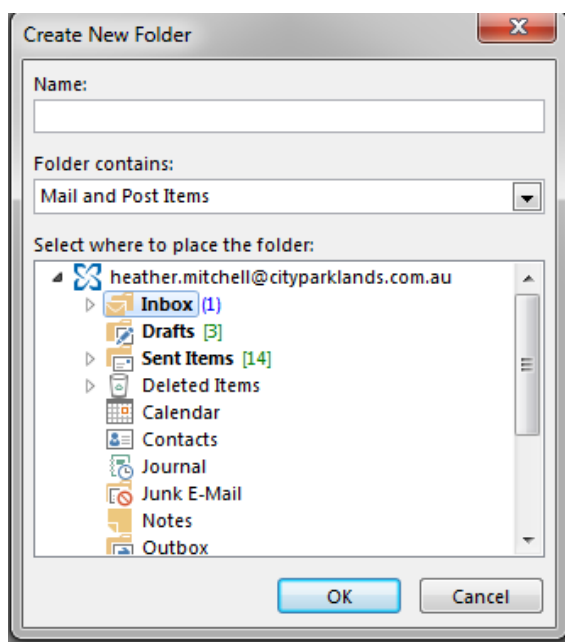 Create New Folder
Name:
Folder contains:
Mail and Post Items
Select where to place the folder:
heather.mitchell@cityparklands.com.au
Inbox (1)
Drafts [3]
Sent Items [14]
Deleted Items
Calendar
Contacts
Journal
Junk E-Mail
Notes
Outbox
OK Cancel